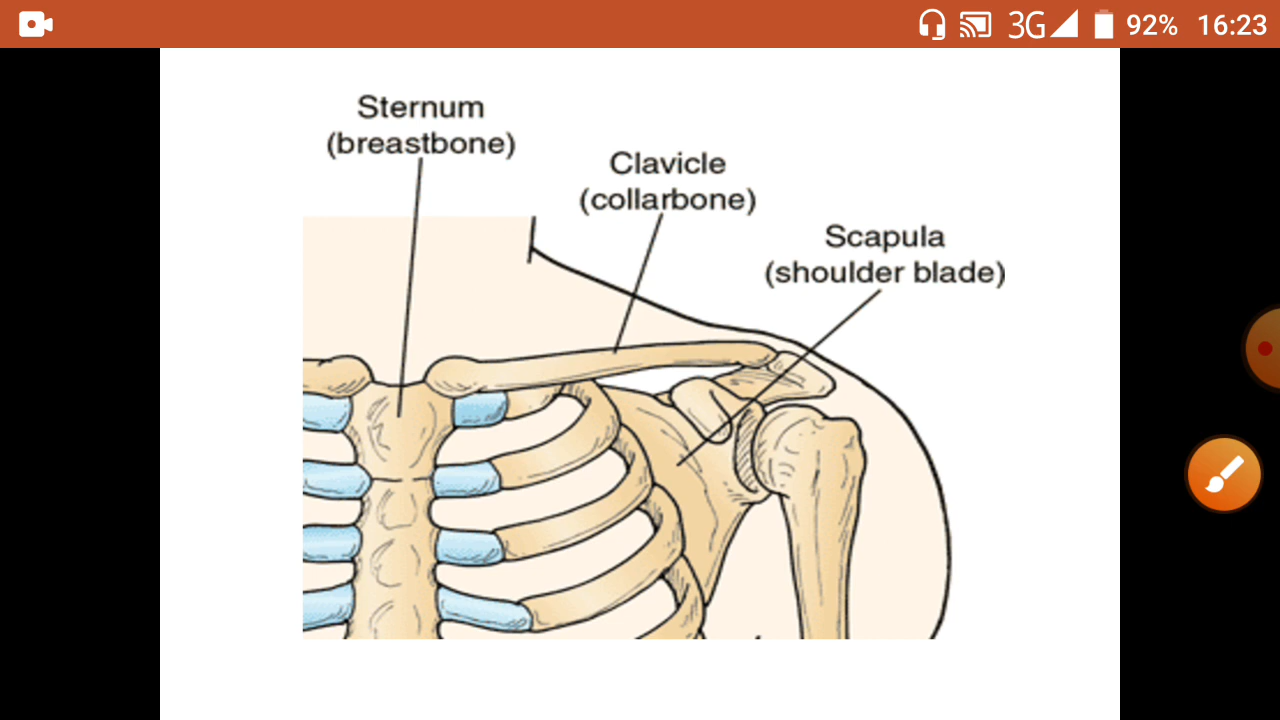 3G 92% 16:23
Sternum
(breastbone)
Clavicle
(collarbone)
Scapula
(shoulder blade)